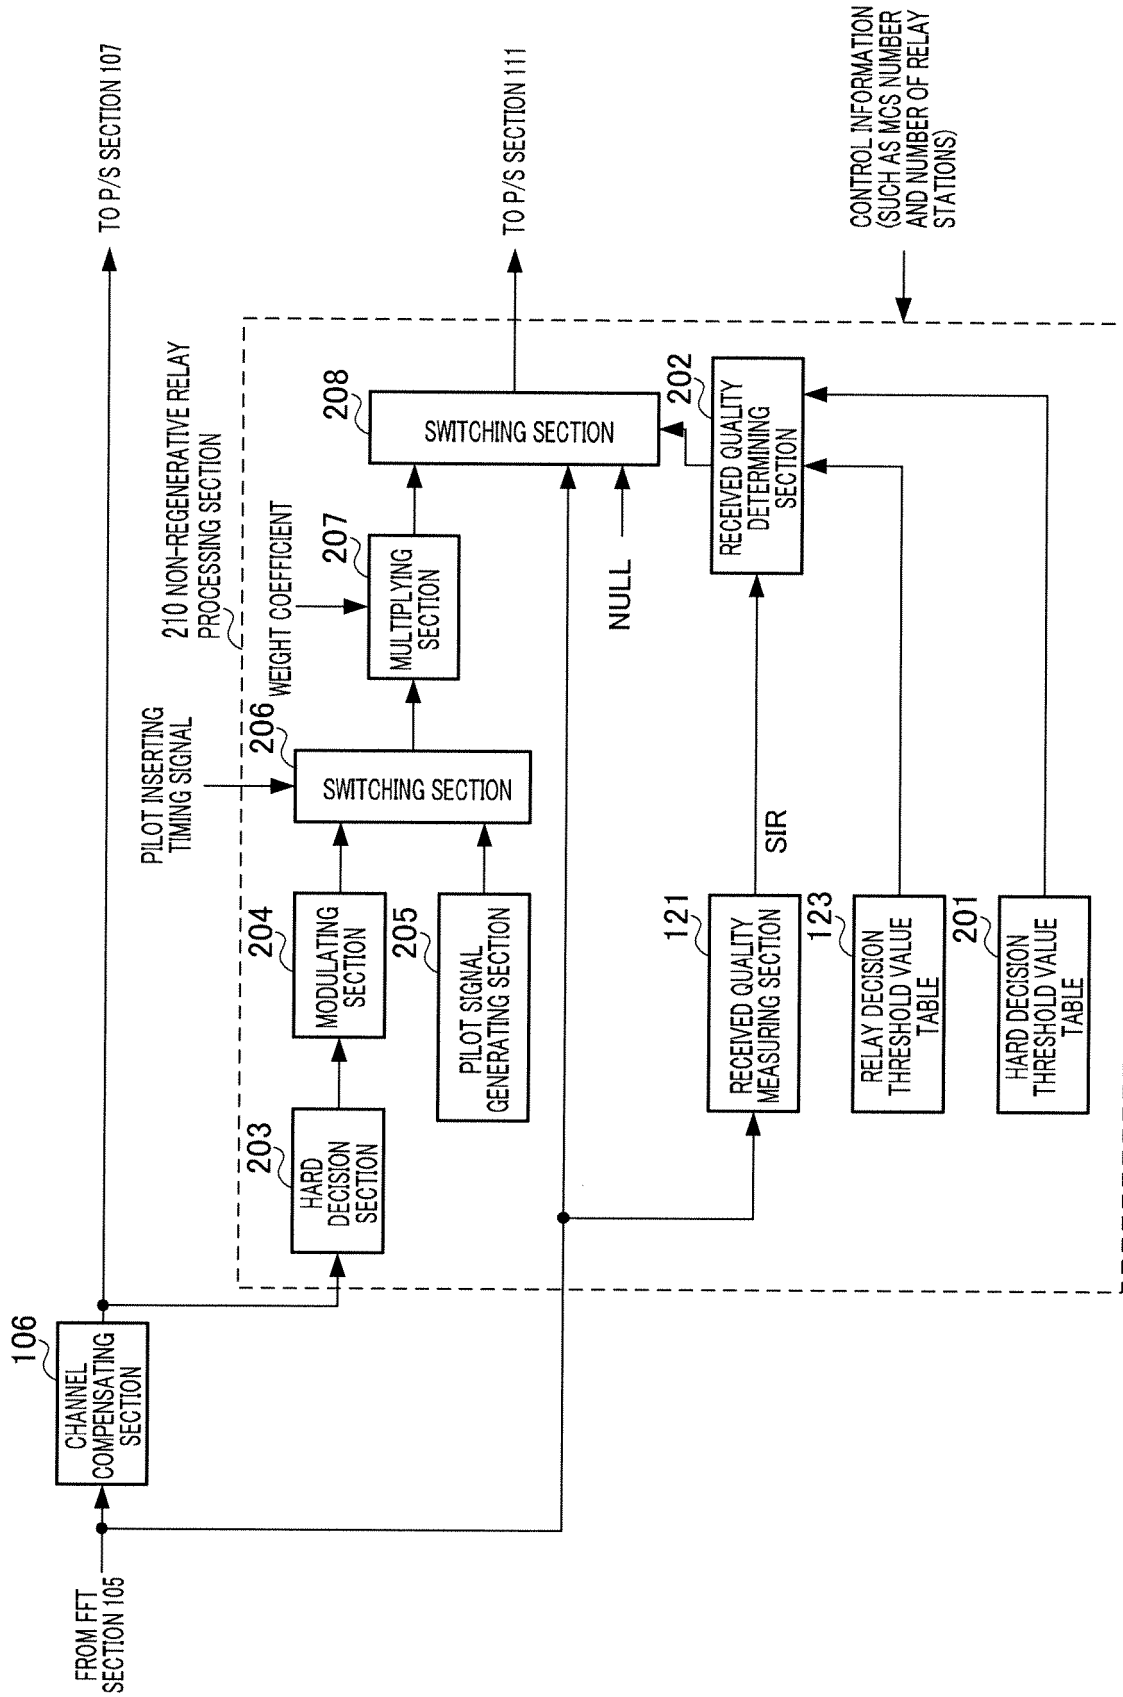 FROM FFT
SECTION 105
106
CHANNEL
COMPENSATING
SECTION
TO P/S SECTION 107
PILOT INSERTING
TIMING SIGNAL
210 NON-REGENERATIVE RELAY
PROCESSING SECTION
203
HARD
DECISION
SECTION
204
MODULATING
SECTION
205
PILOT SIGNAL
GENERATING SECTION
206
SWITCHING SECTION
WEIGHT COEFFICIENT
207
MULTIPLYING
SECTION
208
SWITCHING SECTION
TO P/S SECTION 111
NULL
121
RECEIVED QUALITY
MEASURING SECTION
SIR
202
RECEIVED QUALITY
DETERMINING
SECTION
123
RELAY DECISION
THRESHOLD VALUE
TABLE
201
HARD DECISION
THRESHOLD VALUE
TABLE
CONTROL INFORMATION
(SUCH AS MCS NUMBER
AND NUMBER OF RELAY
STATIONS)